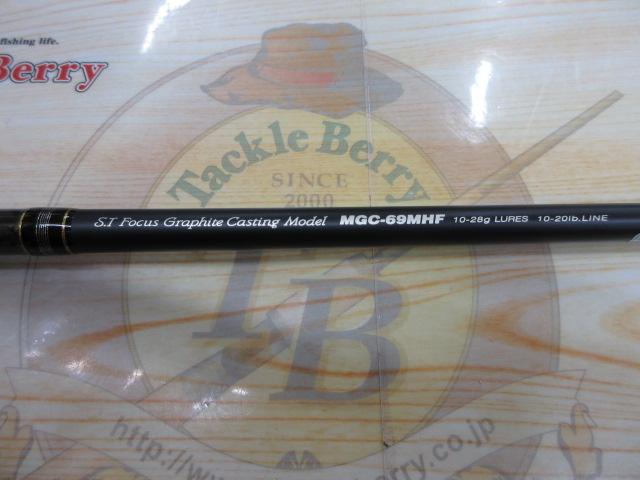 fishing life.
Berry
Tackle Berry
SINCE
2000
S.T Focus Graphite Casting Model MGC-69MHF 10-28g LURES 10-20lb.LINE
TB
http://w
berry.co.jp